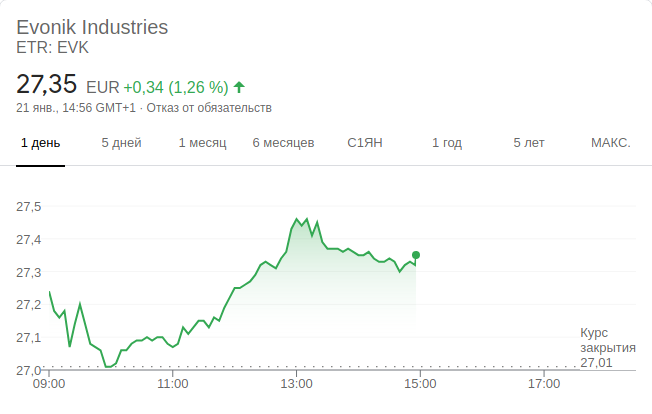 Evonik Industries
ETR: EVK
27,35 EUR +0,34 (1,26 %)
21 янв., 14:56 GMT+1 · Отказ от обязательств
1 день 5 дней 1 месяц 6 месяцев С1ЯН 1 год 5 лет МАКС.
27,5
27,4
27,3
27,2
27,1
Курс
закрытия
27,01
27,0
09:00 11:00 13:00 15:00 17:00